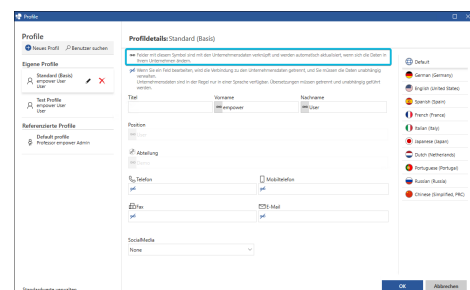 Profile
Profile
Neues Profil
Benutzer suchen
Eigene Profile
Standard (Basis)
empower User
User
Test Profile
empower User
User
Referenzierte Profile
Default profile
Professor empower Admin
Standardwerte verwalten
Profildetails: Standard (Basis)
Felder mit diesem Symbol sind mit den Unternehmensdaten verknüpft und werden automatisch aktualisiert, wenn sich die Daten in
Ihrem Unternehmen ändern.
Wenn Sie ein Feld bearbeiten, wird die Verbindung zu den Unternehmensdaten getrennt, und Sie müssen die Daten unabhängig
verwalten.
Unternehmensdaten sind in der Regel nur in einer Sprache verfügbar. Übersetzungen müssen getrennt und unabhängig geführt
werden.
Titel
Vorname
Nachname
empower
User
Position
User
Abteilung
Telefon
Mobiltelefon
Fax
E-Mail
SocialMedia
None
Default
German (Germany)
English (United States)
Spanish (Spain)
French (France)
Italian (Italy)
Japanese (Japan)
Dutch (Netherlands)
Portuguese (Portugal)
Russian (Russia)
Chinese (Simplified, PRC)
OK
Abbrechen